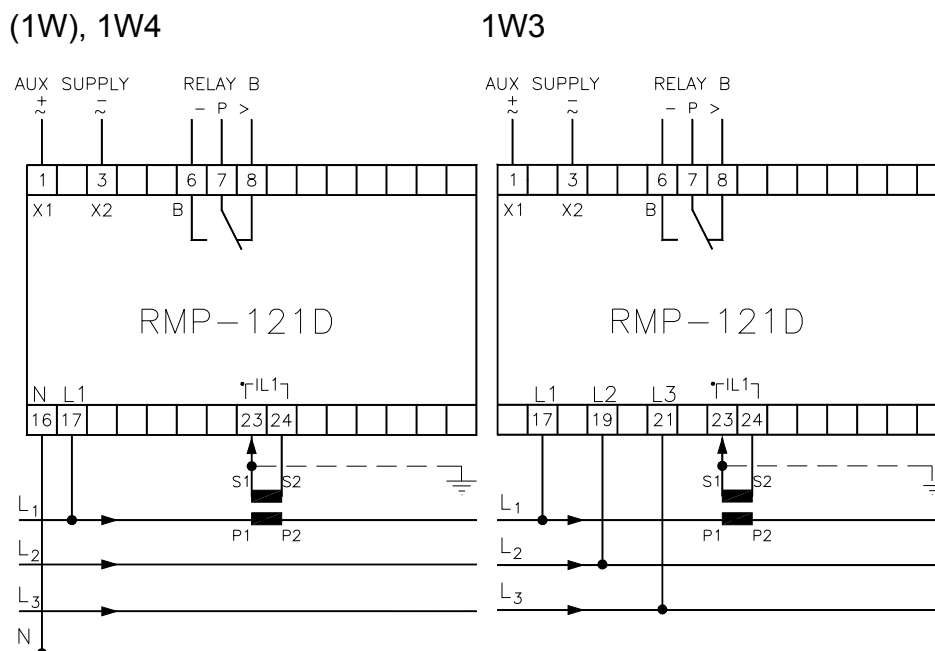 (1W), 1W4
AUX SUPPLY RELAY B
+ ~ - ~ - P >
1 3 6 7 8
X1 X2 B
RMP-121D
IL1
N L1
16 17 23 24
S1 S2
L1
P1 P2
L2
L3
N
1W3
AUX SUPPLY RELAY B
+ ~ - ~ - P >
1 3 6 7 8
X1 X2 B
RMP-121D
IL1
L1 L2 L3
17 19 21 23 24
S1 S2
L1
P1 P2
L2
L3